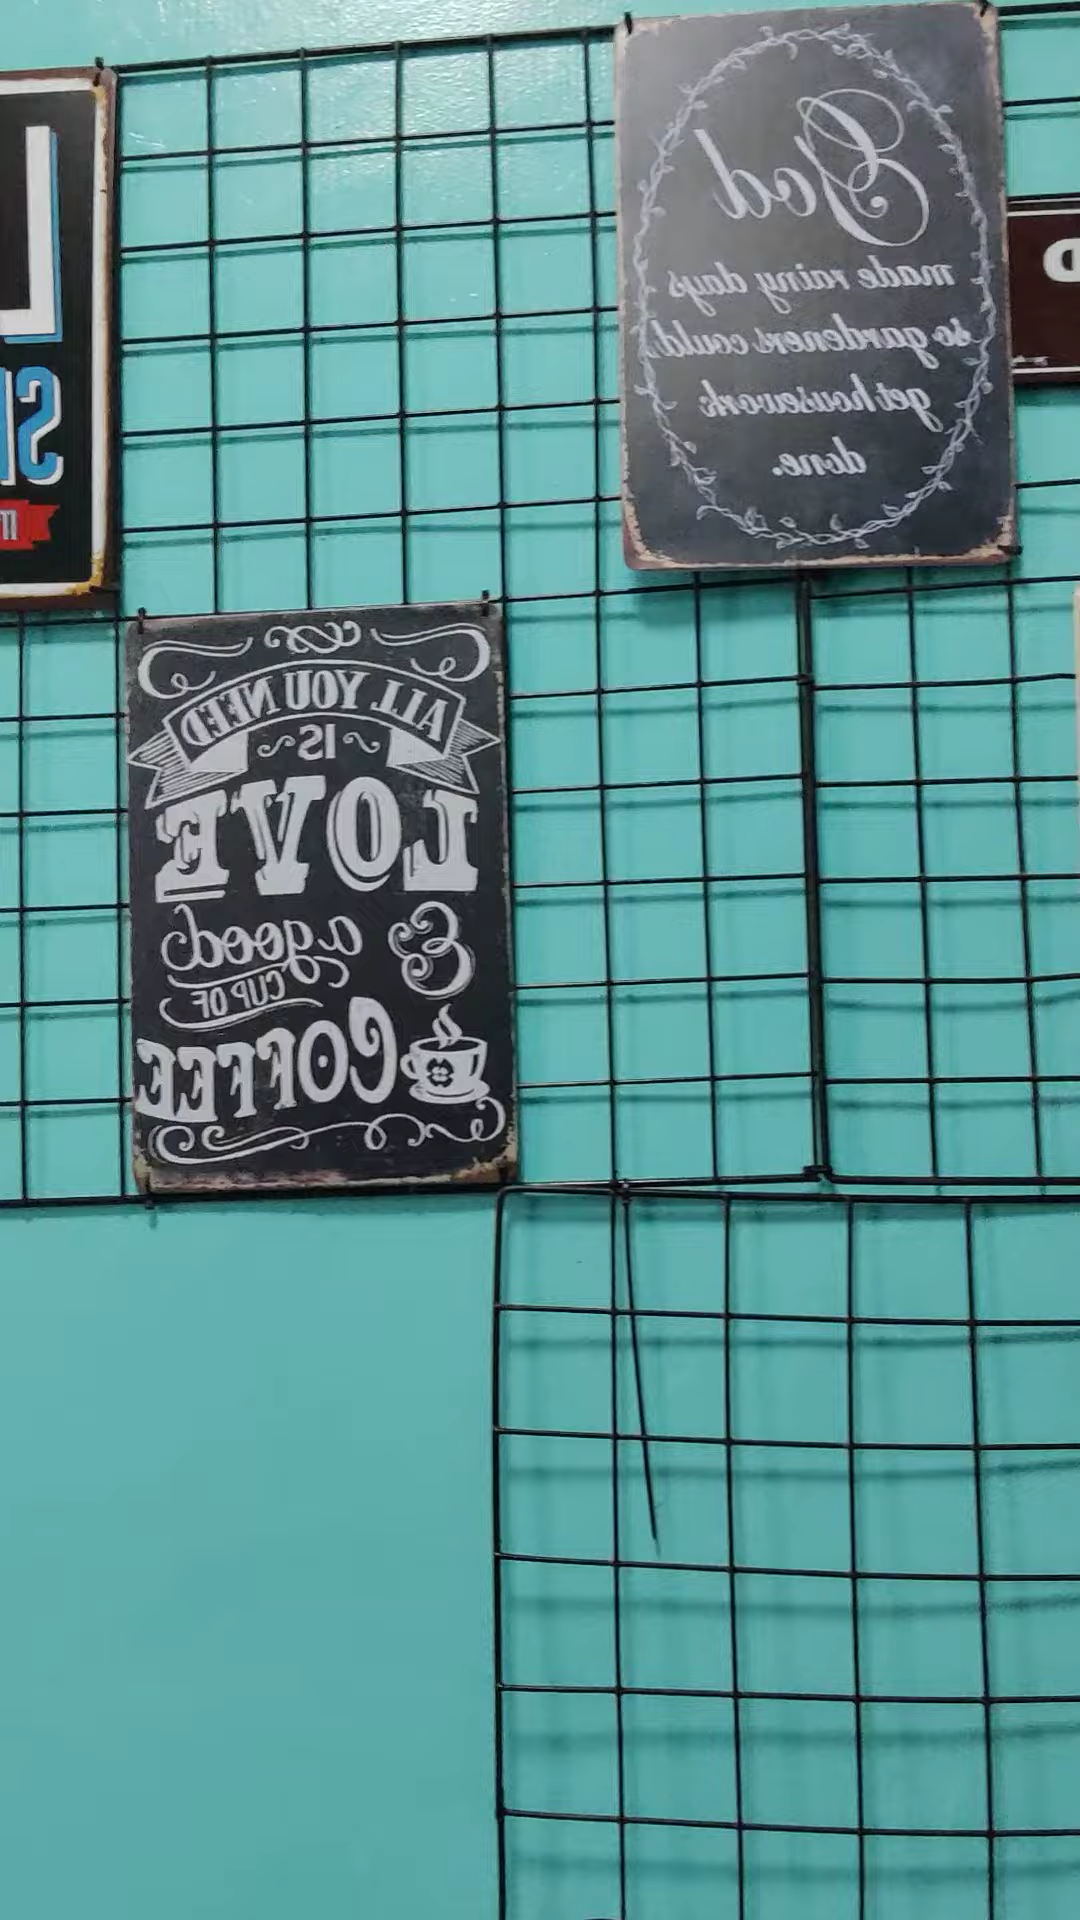 God
made rainy days
so gardeners could
get housework
done.
ALL YOU NEED
IS
LOVE
& a good
CUP OF
COFFEE